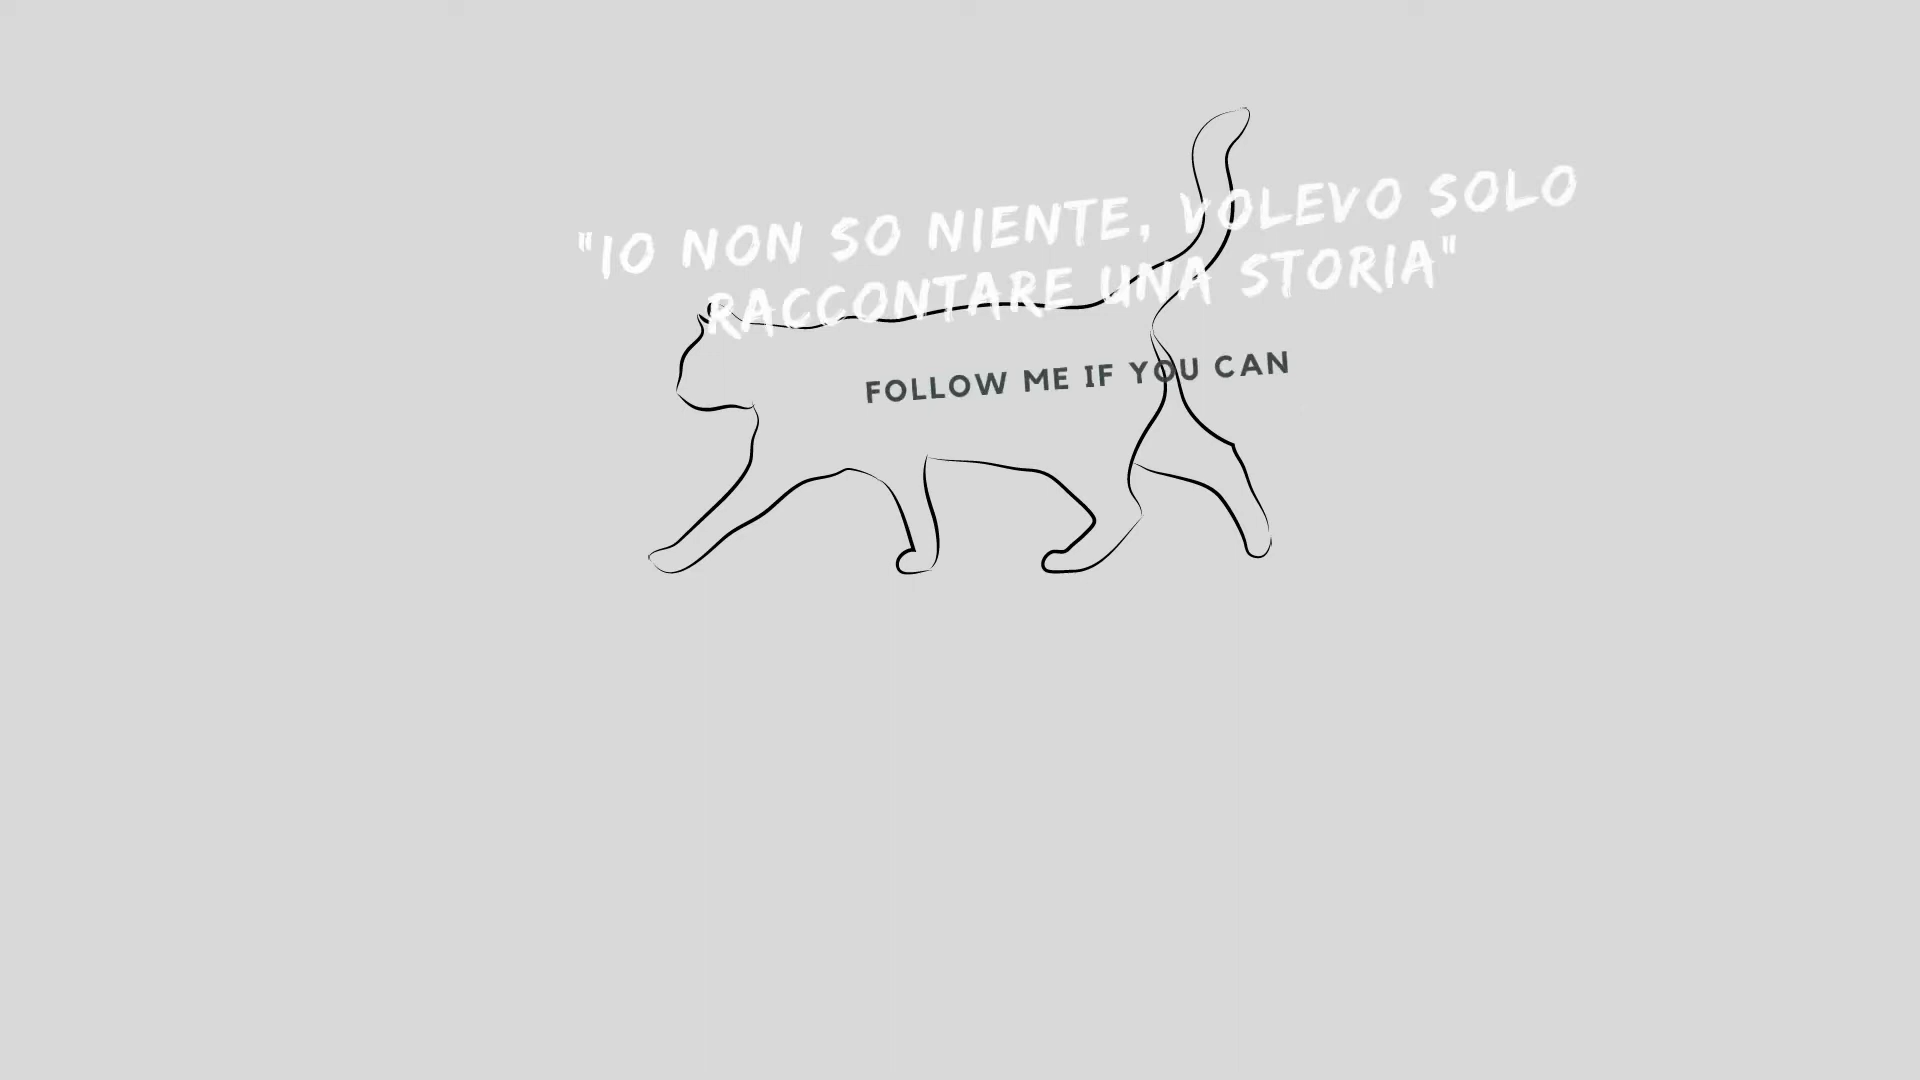 "IO NON SO NIENTE, VOLEVO SOLO
RACCONTARE UNA STORIA"
FOLLOW ME IF YOU CAN